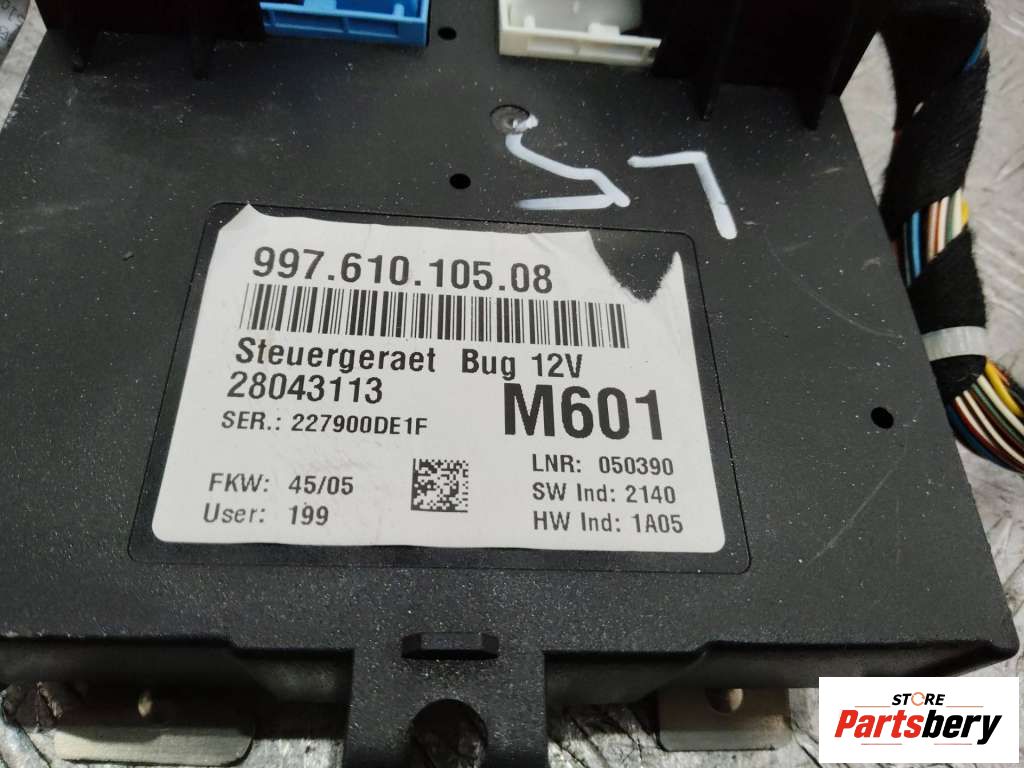 997.610.105.08
Steuergeraet Bug 12V
28043113
M601
SER.: 227900DE1F
LNR: 050390
FKW: 45/05
SW Ind: 2140
User: 199
HW Ind: 1A05
STORE
Partsbery